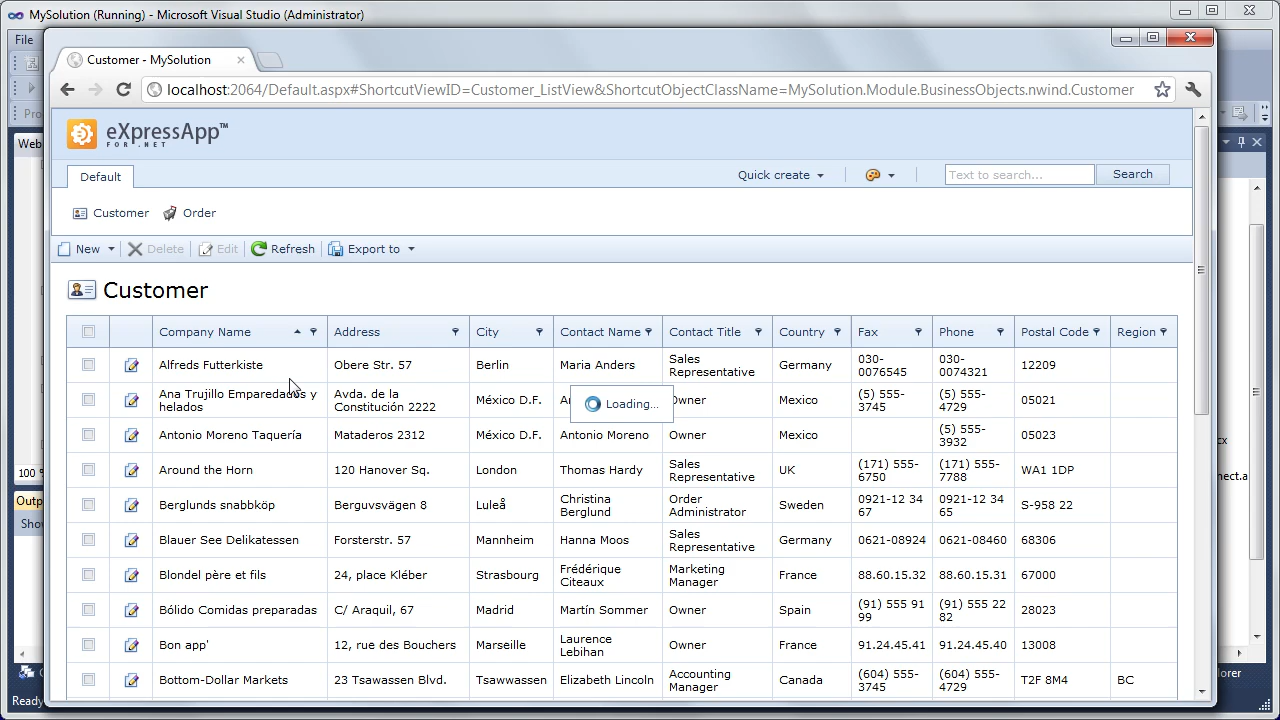 MySolution (Running) - Microsoft Visual Studio (Administrator)
File
Customer - MySolution
localhost:2064/Default.aspx#ShortcutViewID=Customer_ListView&ShortcutObjectClassName=MySolution.Module.BusinessObjects.nwind.Customer
eXpressApp™
FOR .NET
Default
Quick create
Text to search...
Search
Customer
Order
New
Delete
Edit
Refresh
Export to
Customer
Company Name Address City Contact Name Contact Title Country Fax Phone Postal Code Region
Alfreds Futterkiste Obere Str. 57 Berlin Maria Anders Sales Representative Germany 030-0076545 030-0074321 12209
Ana Trujillo Emparedados y helados Avda. de la Constitución 2222 México D.F. Owner Mexico (5) 555-3745 (5) 555-4729 05021
Loading...
Antonio Moreno Taquería Mataderos 2312 México D.F. Antonio Moreno Owner Mexico (5) 555-3932 05023
Around the Horn 120 Hanover Sq. London Thomas Hardy Sales Representative UK (171) 555-6750 (171) 555-7788 WA1 1DP
Berglunds snabbköp Berguvsvägen 8 Luleå Christina Berglund Order Administrator Sweden 0921-12 34 67 0921-12 34 65 S-958 22
Blauer See Delikatessen Forsterstr. 57 Mannheim Hanna Moos Sales Representative Germany 0621-08924 0621-08460 68306
Blondel père et fils 24, place Kléber Strasbourg Frédérique Citeaux Marketing Manager France 88.60.15.32 88.60.15.31 67000
Bólido Comidas preparadas C/ Araquil, 67 Madrid Martín Sommer Owner Spain (91) 555 91 99 (91) 555 22 82 28023
Bon app' 12, rue des Bouchers Marseille Laurence Lebihan Owner France 91.24.45.41 91.24.45.40 13008
Bottom-Dollar Markets 23 Tsawassen Blvd. Tsawwassen Elizabeth Lincoln Accounting Manager Canada (604) 555-3745 (604) 555-4729 T2F 8M4 BC
Web
100 %
Outp
Show
Ready